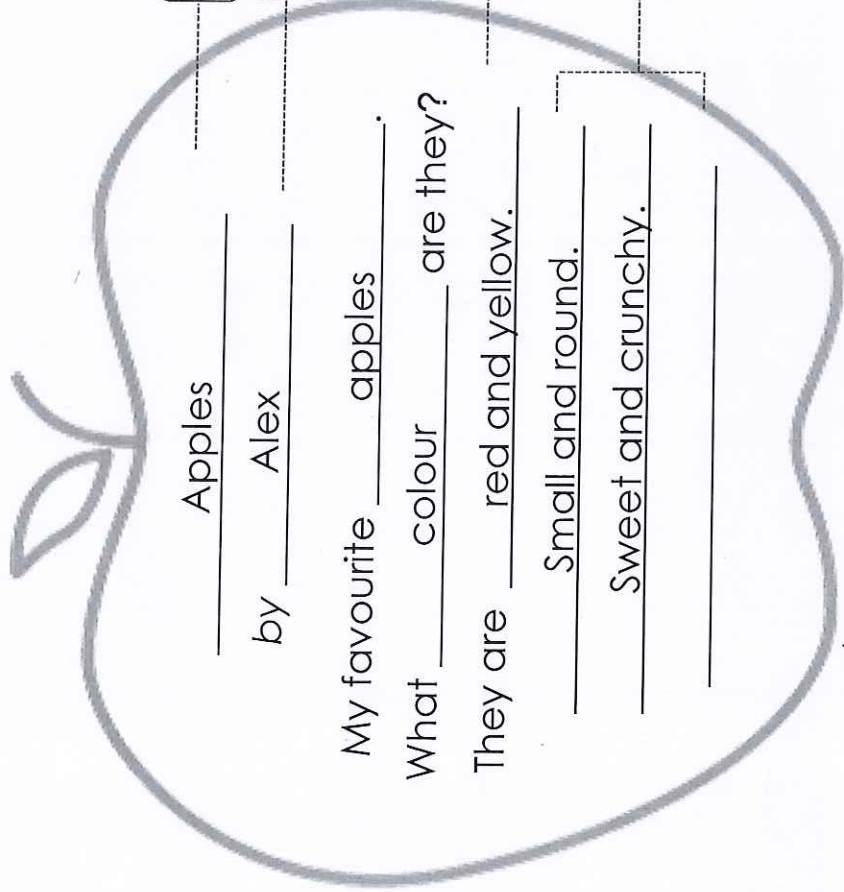 Apples
by Alex
My favourite apples.
What colour are they?
They are red and yellow.
Small and round.
Sweet and crunchy.